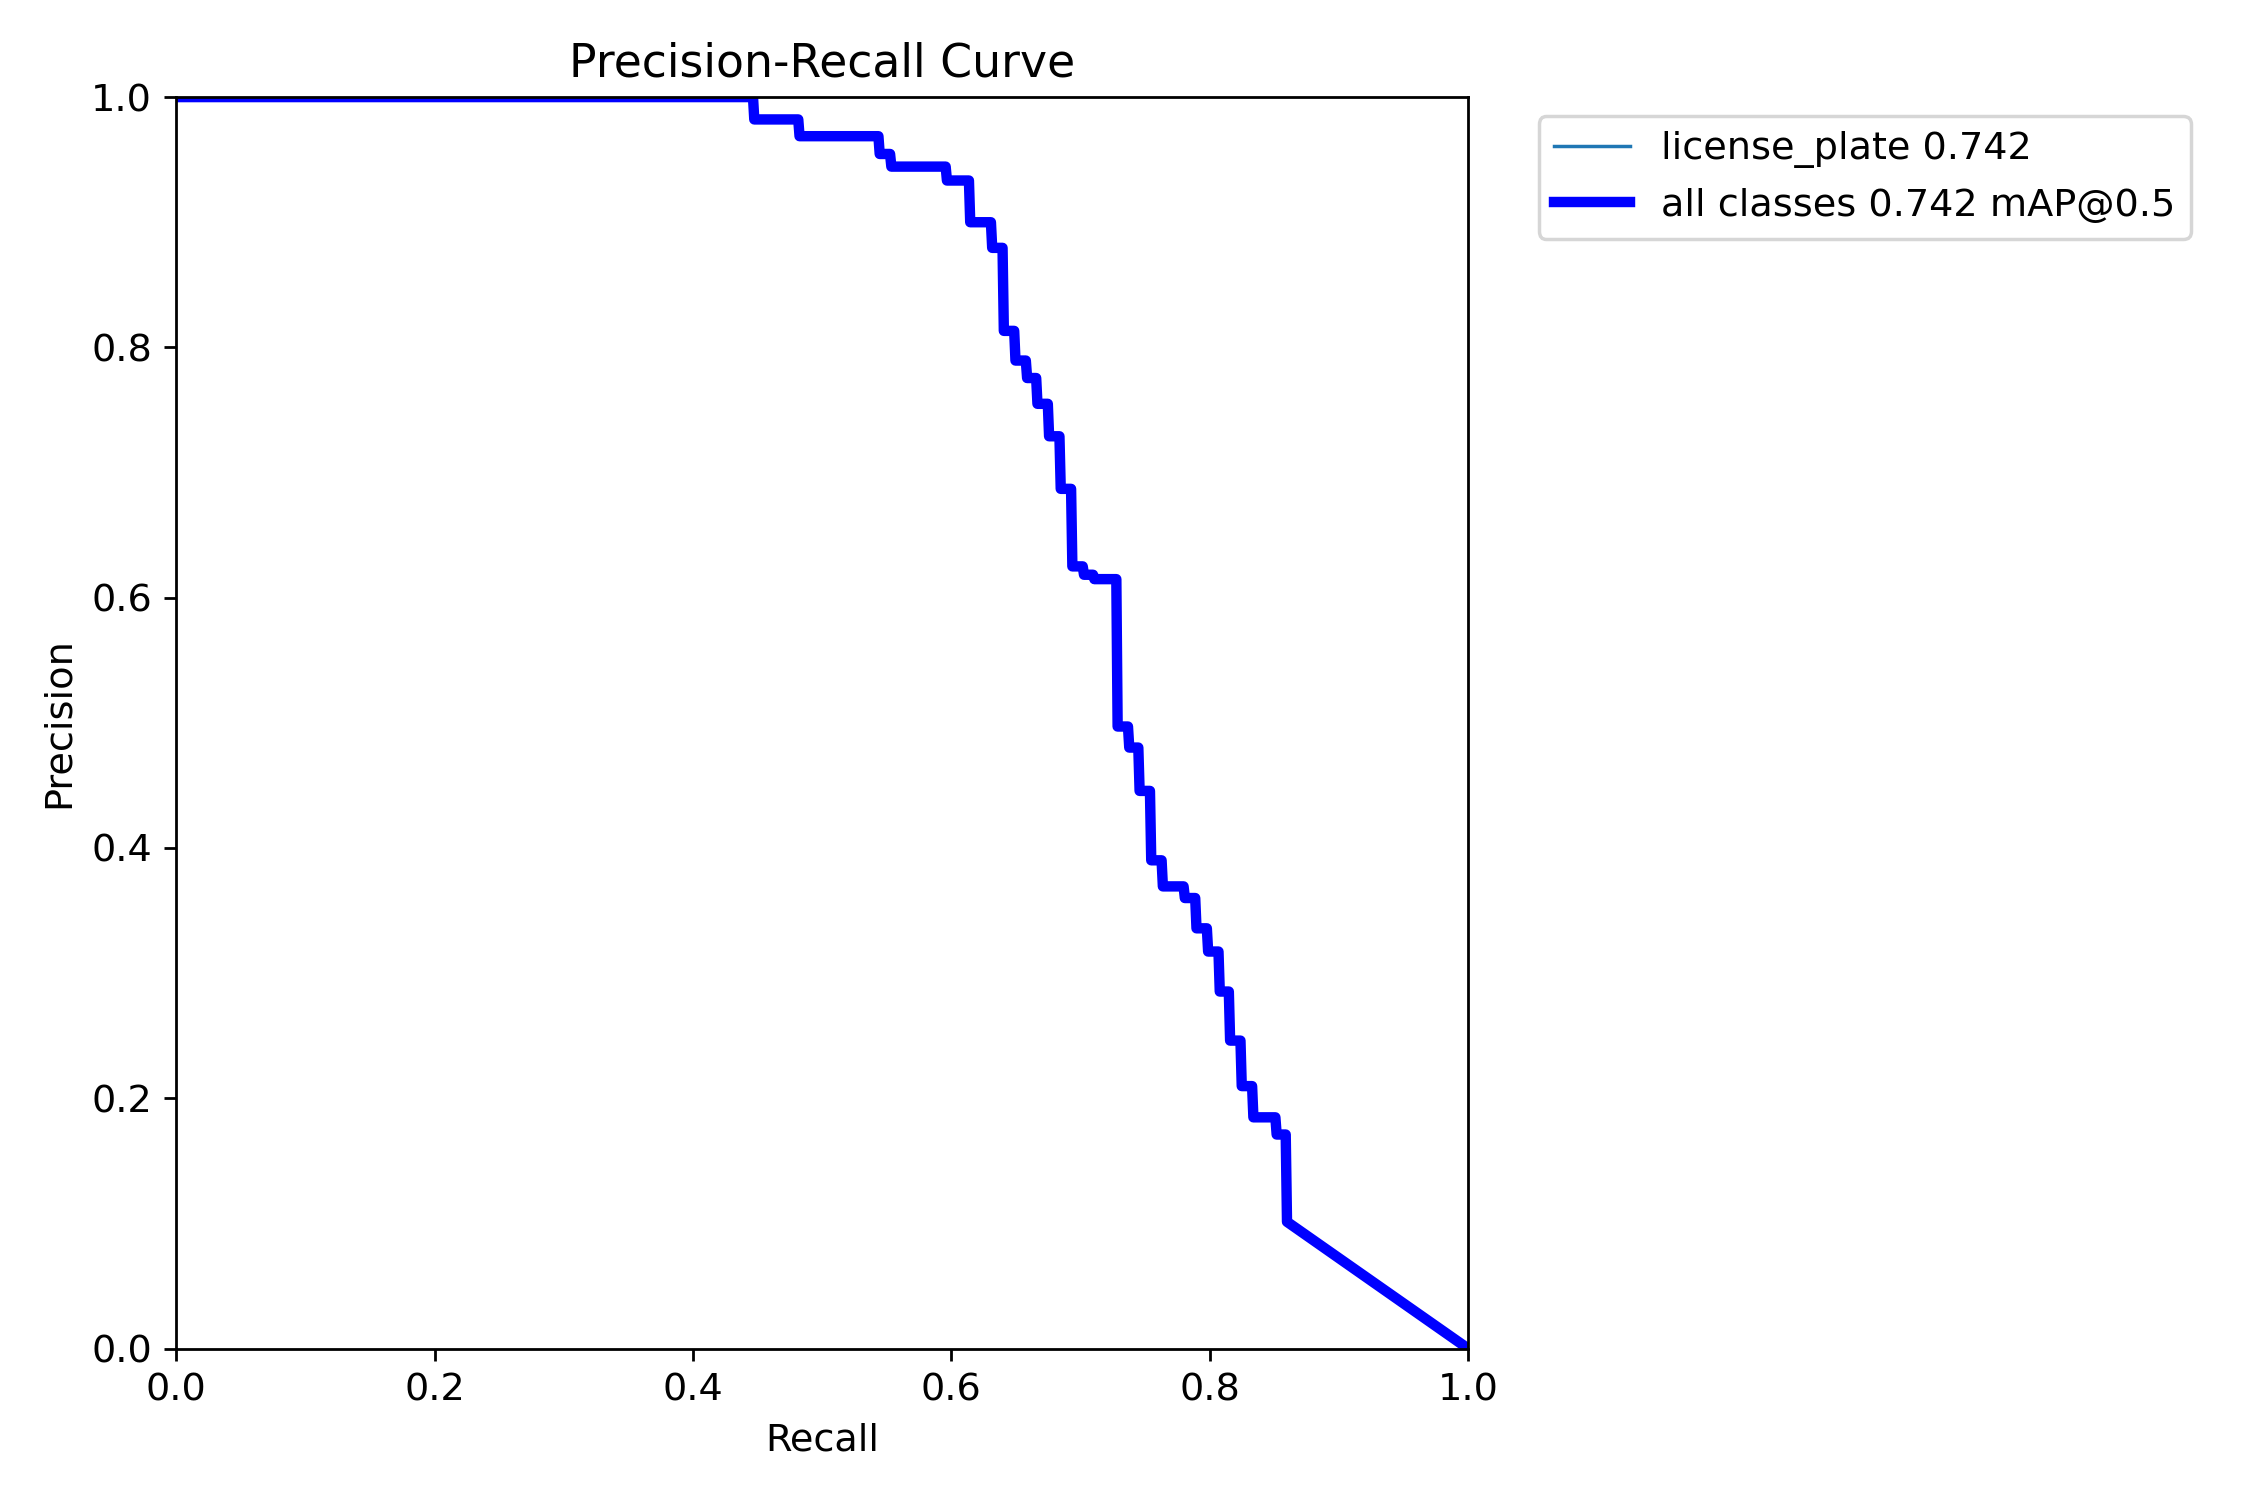 Precision-Recall Curve
1.0
0.8
0.6
0.4
0.2
0.0
Precision
0.0 0.2 0.4 0.6 0.8 1.0
Recall
license_plate 0.742
all classes 0.742 mAP@0.5